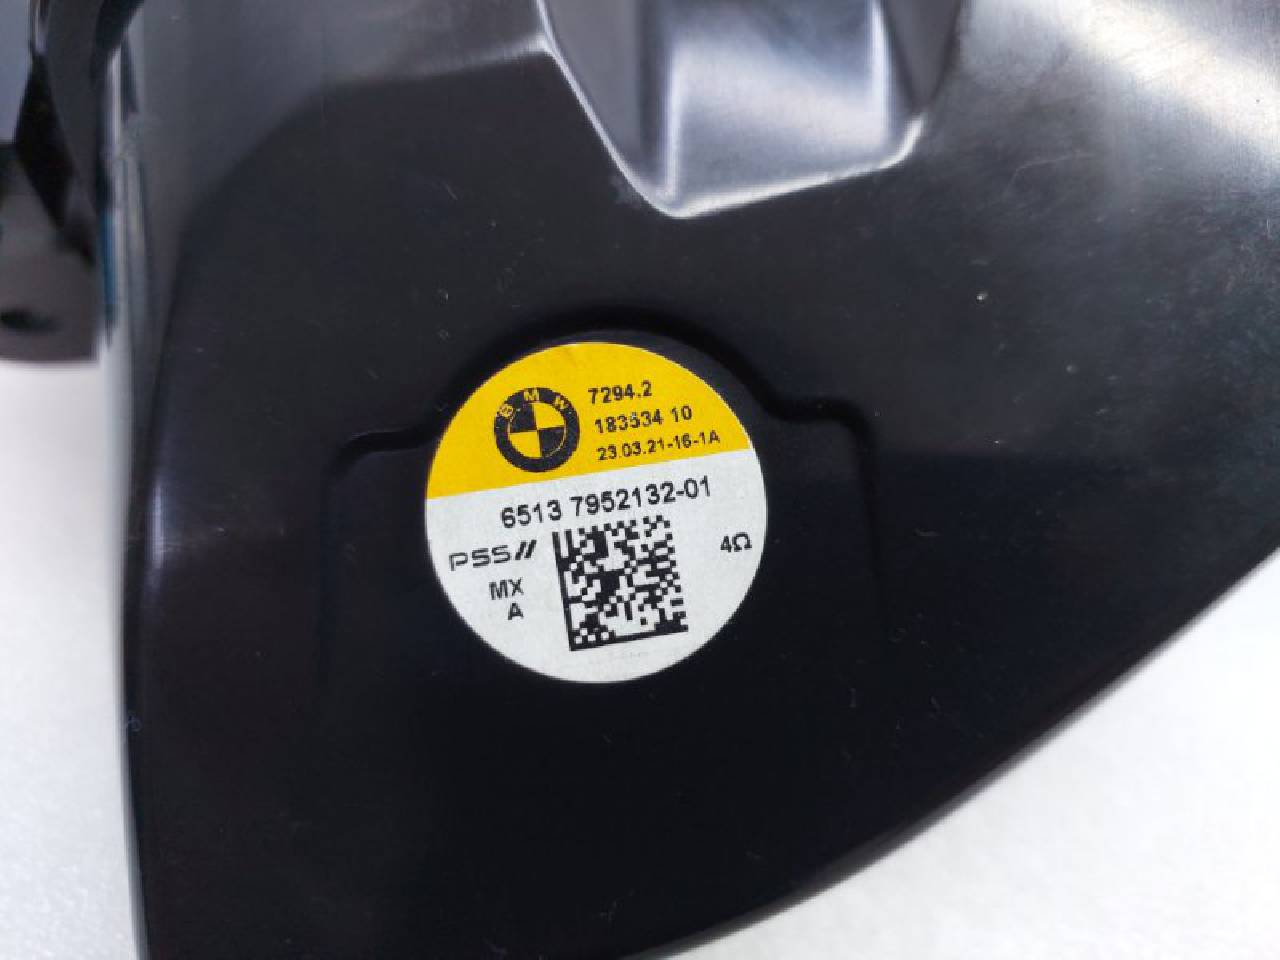 BMW
7294.2
183534 10
23.03.21-16-1A
6513 7952132-01
PSS//
4Ω
MX
A